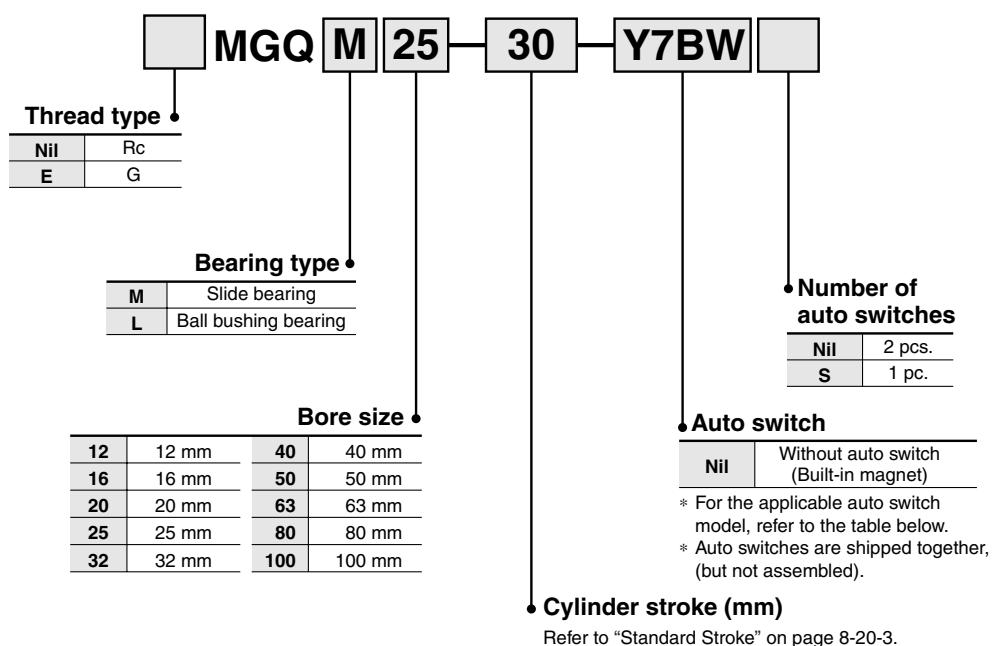 MGQ M 25 — 30 — Y7BW
Thread type
Nil Rc
E G
Bearing type
M Slide bearing
L Ball bushing bearing
Bore size
12 12 mm 40 40 mm
16 16 mm 50 50 mm
20 20 mm 63 63 mm
25 25 mm 80 80 mm
32 32 mm 100 100 mm
Number of
auto switches
Nil 2 pcs.
S 1 pc.
Auto switch
Nil Without auto switch
(Built-in magnet)
* For the applicable auto switch
model, refer to the table below.
* Auto switches are shipped together,
(but not assembled).
Cylinder stroke (mm)
Refer to “Standard Stroke” on page 8-20-3.